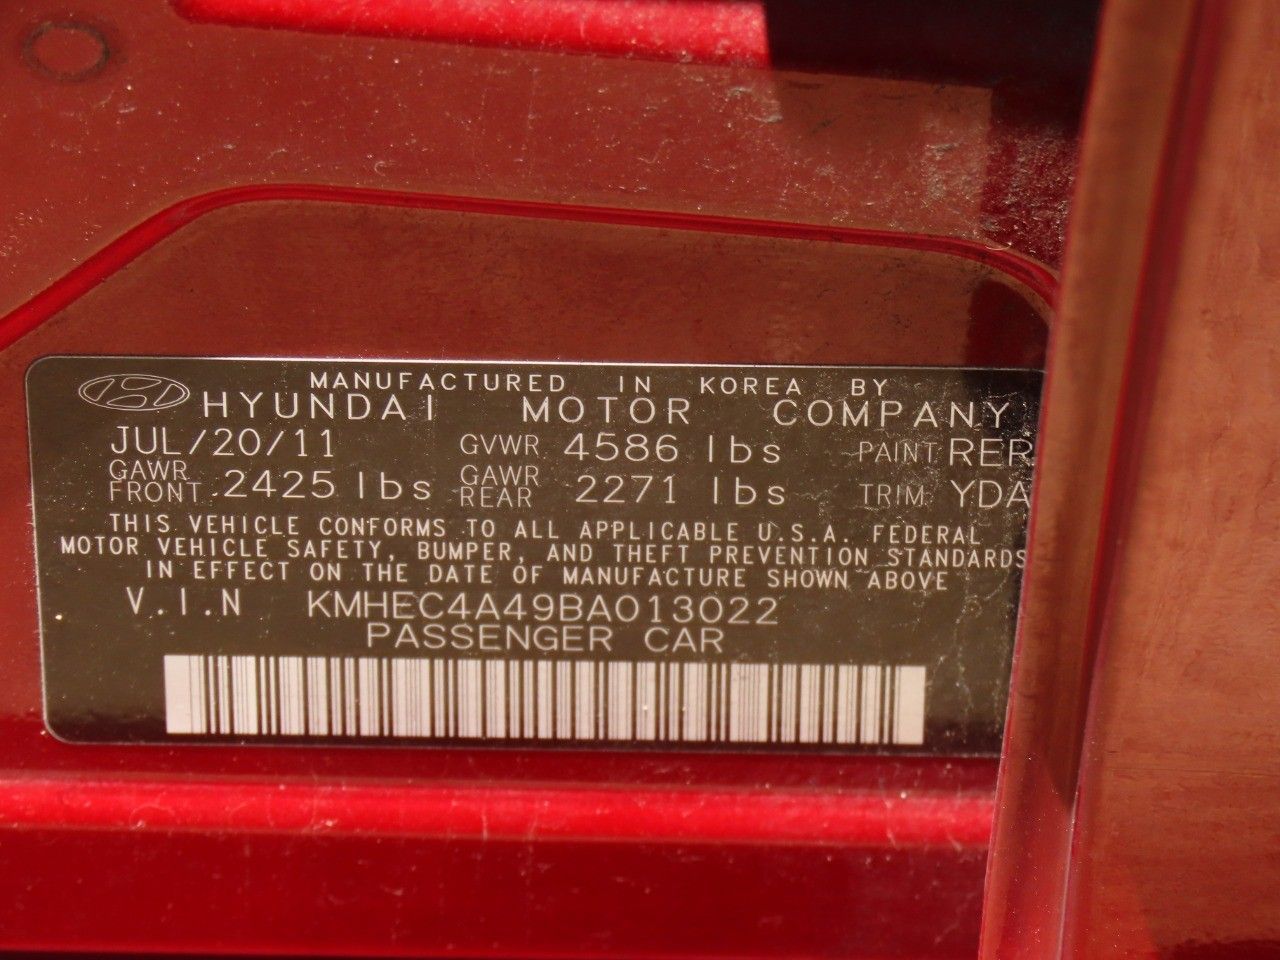 MANUFACTURED IN KOREA BY
HYUNDAI MOTOR COMPANY
JUL/20/11 GVWR 4586 lbs PAINT RER
GAWR FRONT 2425 lbs GAWR REAR 2271 lbs TRIM YDA
THIS VEHICLE CONFORMS TO ALL APPLICABLE U.S.A. FEDERAL
MOTOR VEHICLE SAFETY, BUMPER, AND THEFT PREVENTION STANDARDS
IN EFFECT ON THE DATE OF MANUFACTURE SHOWN ABOVE
V.I.N KMHEC4A49BA013022
PASSENGER CAR